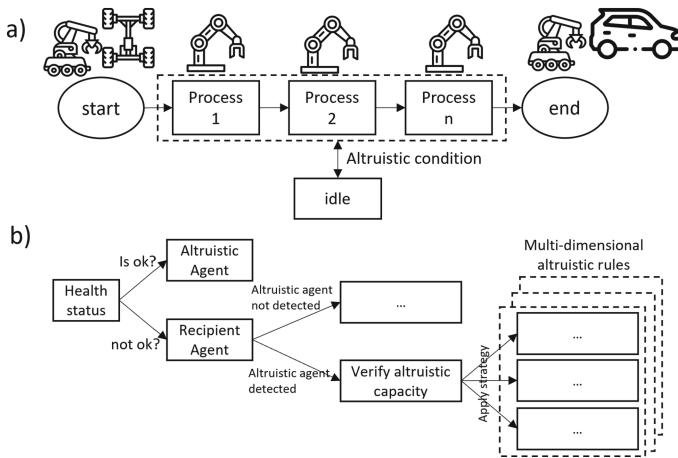 a)
start
Process
1
Process
2
Process
n
end
Altruistic condition
idle
b)
Health
status
Is ok?
not ok?
Altruistic
Agent
Recipient
Agent
Altruistic agent
not detected
Altruistic agent
detected
...
Verify altruistic
capacity
Apply strategy
Multi-dimensional
altruistic rules
...
...
...